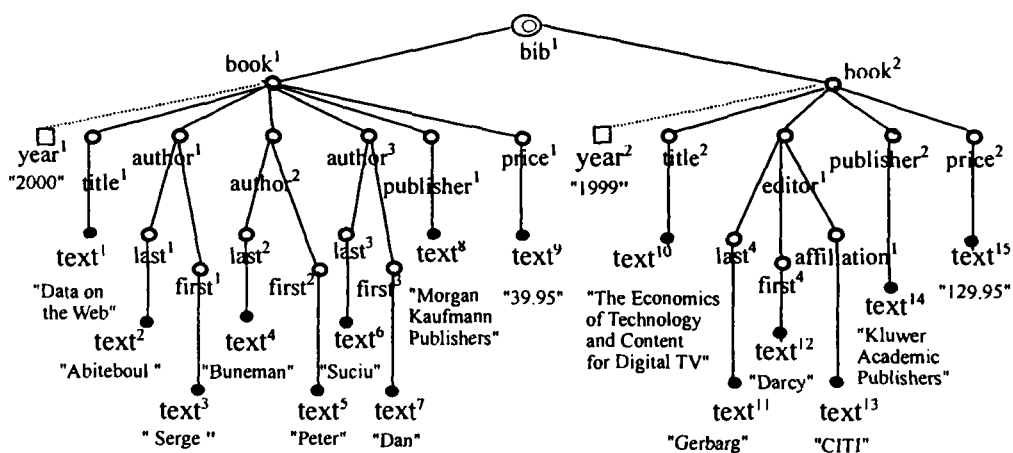 bib¹
book¹ book²
year¹ author¹ author³ price¹ year² title² publisher² price²
"2000" title¹ author² publisher¹ "1999" editor¹
text¹ last¹ last² last³ text⁸ text⁹ text¹⁰ last⁴ affiliation¹ text¹⁵
first¹ first² first³ first⁴
"Data on
the Web"
"Morgan
Kaufmann
Publishers"
"39.95"
"The Economics
of Technology
and Content
for Digital TV"
text¹⁴
"129.95"
text² text⁴ text⁶ text¹²
"Kluwer
Academic
Publishers"
"Abiteboul " "Buneman" "Suciu" "Darcy"
text³ text⁵ text⁷ text¹¹ text¹³
" Serge " "Peter" "Dan" "Gerbarg" "CITI"